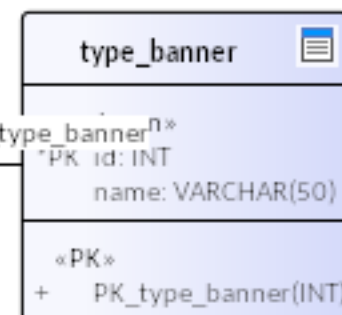 type_banner
n»
type_banner
*PK id: INT
name: VARCHAR(50)
«PK»
+ PK_type_banner(INT)